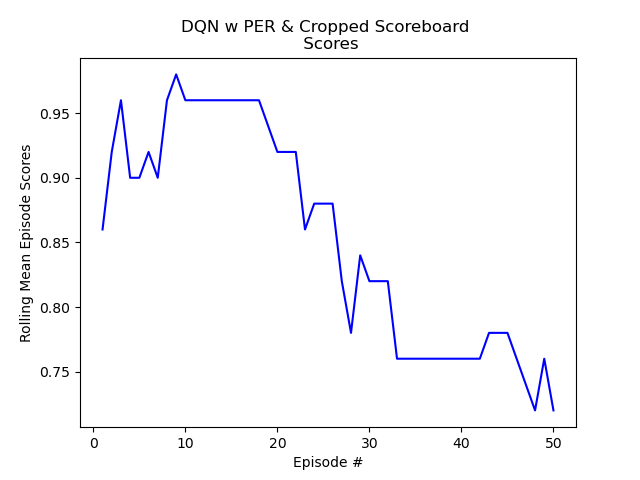 DQN w PER & Cropped Scoreboard
Scores
Rolling Mean Episode Scores
0.95
0.90
0.85
0.80
0.75
0 10 20 30 40 50
Episode #